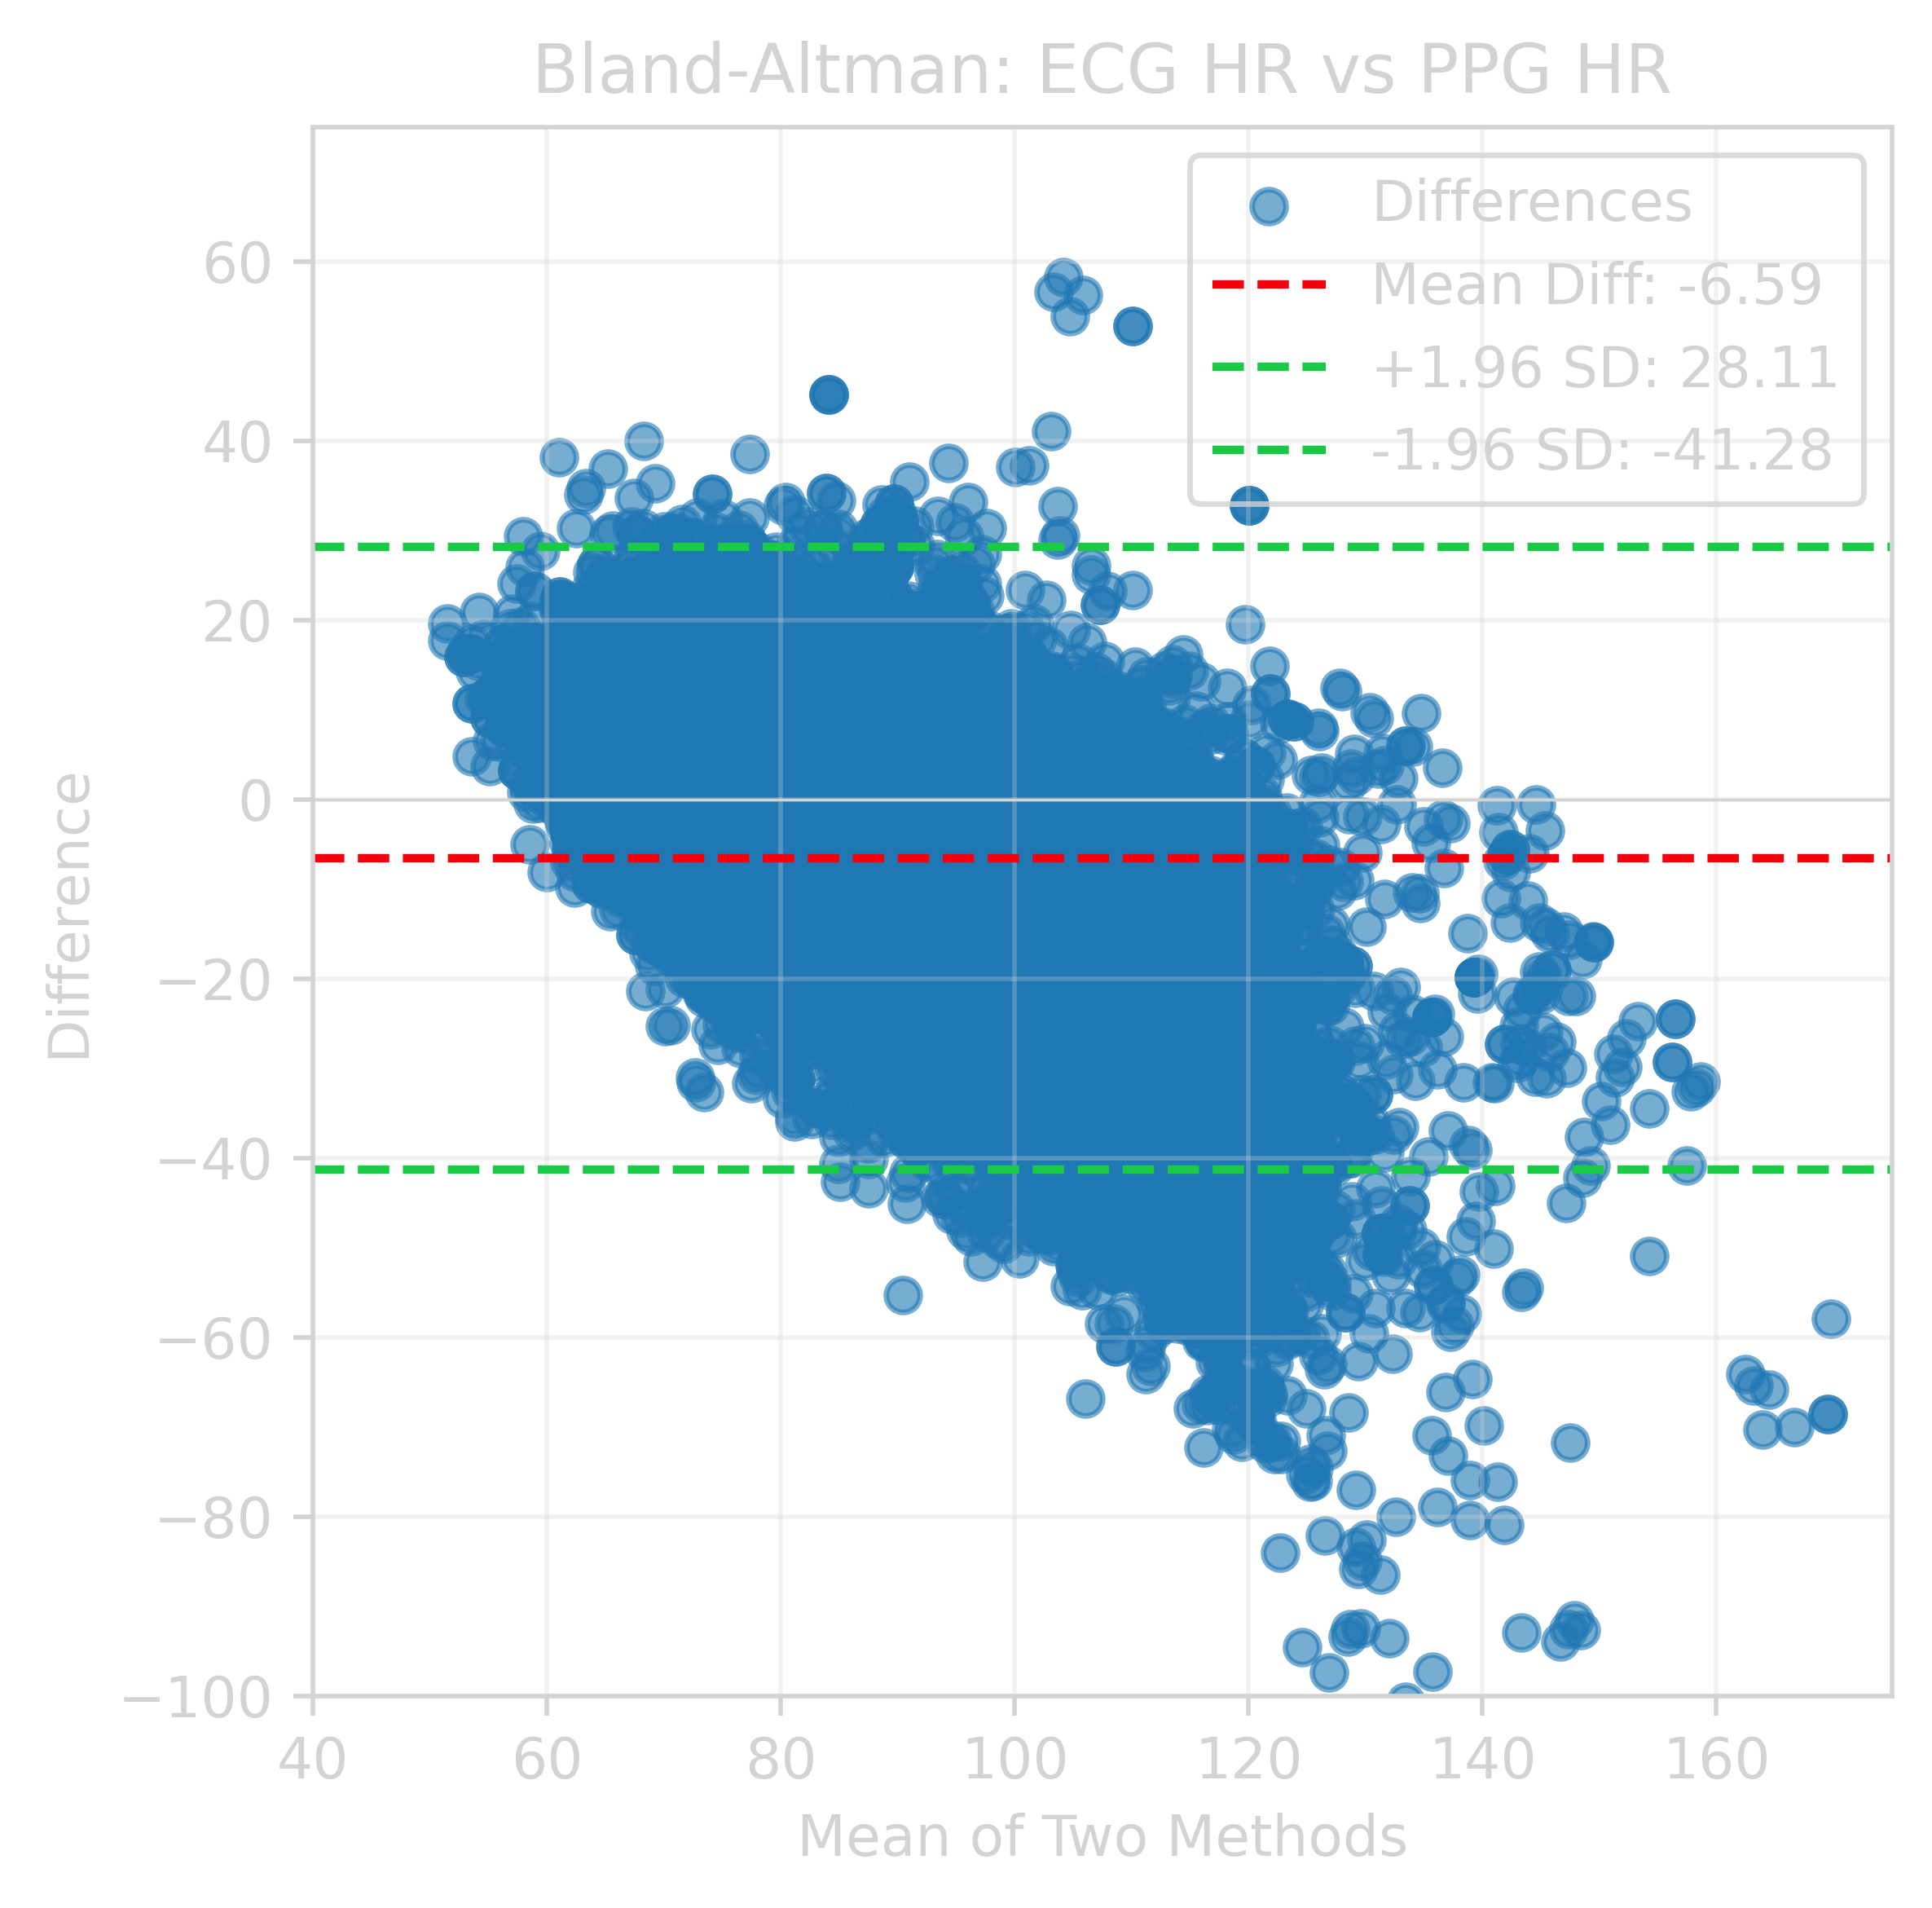 Bland-Altman: ECG HR vs PPG HR
Differences
Mean Diff: -6.59
+1.96 SD: 28.11
-1.96 SD: -41.28
60
40
20
0
−20
−40
−60
−80
−100
Difference
40 60 80 100 120 140 160
Mean of Two Methods